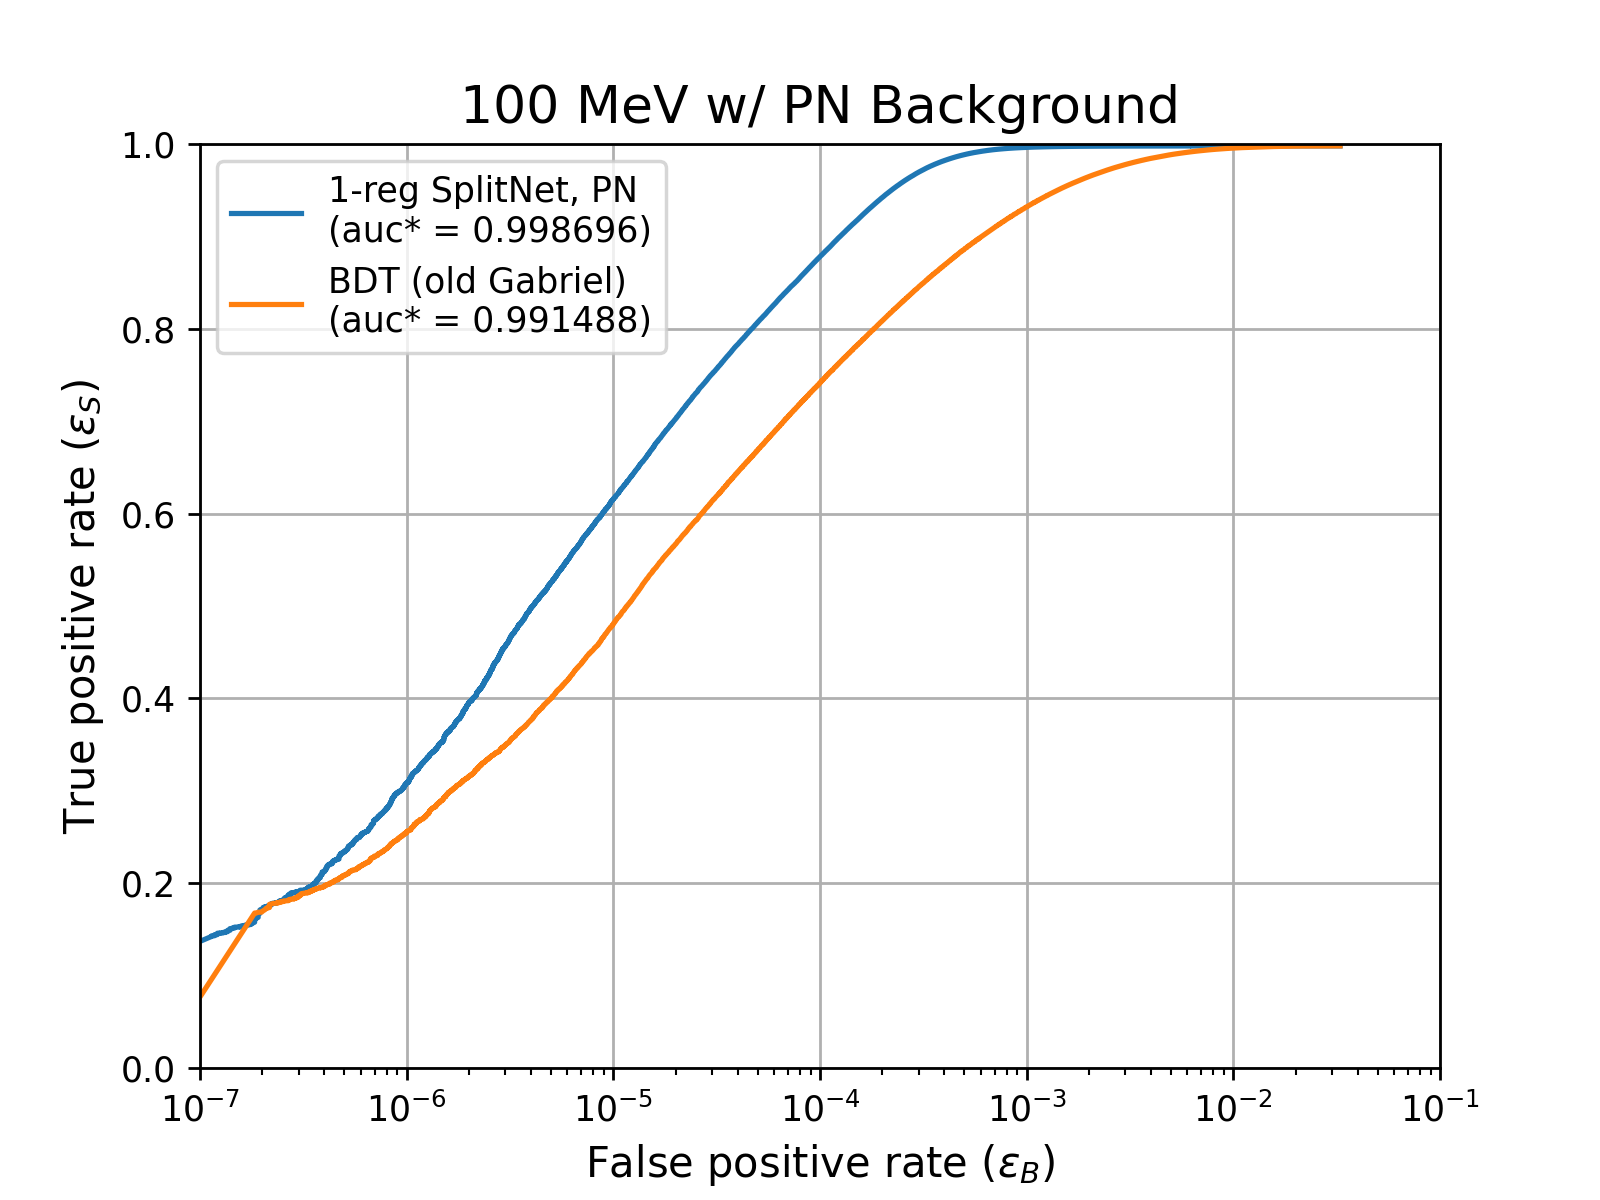 100 MeV w/ PN Background
1-reg SplitNet, PN
(auc* = 0.998696)
BDT (old Gabriel)
(auc* = 0.991488)
True positive rate (ε_S)
1.0
0.8
0.6
0.4
0.2
0.0
10⁻⁷ 10⁻⁶ 10⁻⁵ 10⁻⁴ 10⁻³ 10⁻² 10⁻¹
False positive rate (ε_B)